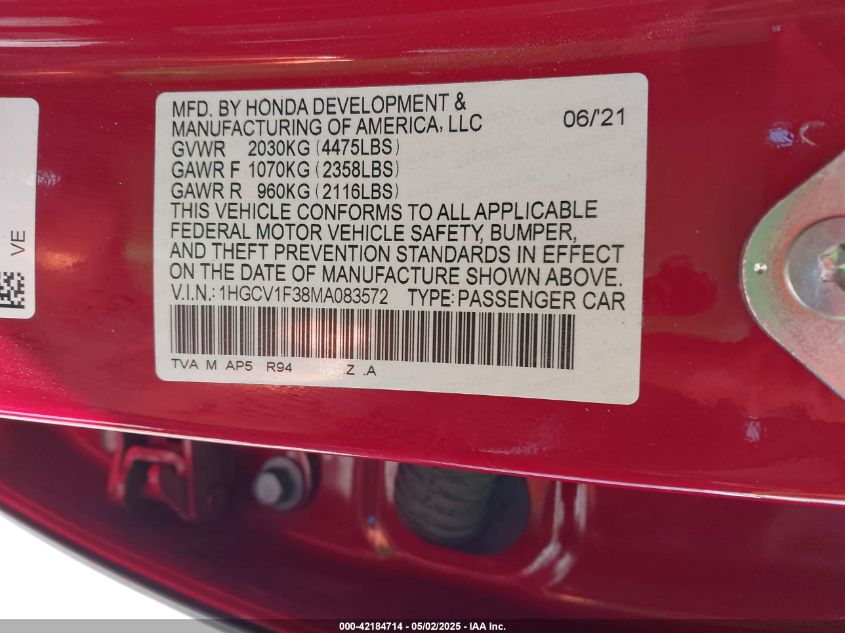 MFD. BY HONDA DEVELOPMENT &
MANUFACTURING OF AMERICA, LLC 06/'21
GVWR 2030KG (4475LBS)
GAWR F 1070KG (2358LBS)
GAWR R 960KG (2116LBS)
THIS VEHICLE CONFORMS TO ALL APPLICABLE
FEDERAL MOTOR VEHICLE SAFETY, BUMPER,
AND THEFT PREVENTION STANDARDS IN EFFECT
ON THE DATE OF MANUFACTURE SHOWN ABOVE.
V.I.N.: 1HGCV1F38MA083572 TYPE: PASSENGER CAR
TVA M AP5 R94 .Z .A
VE
000-42184714 - 05/02/2025 - IAA Inc.